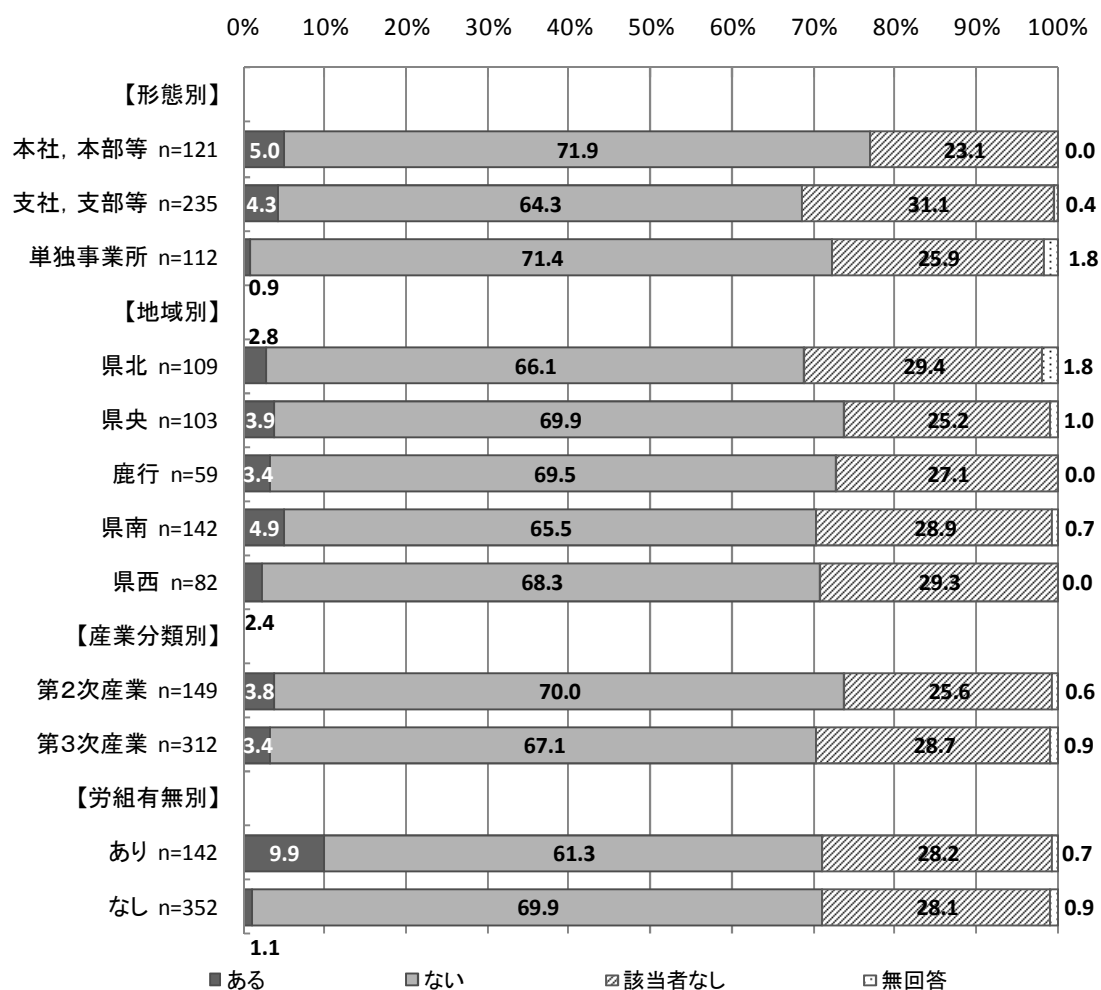 0% 10% 20% 30% 40% 50% 60% 70% 80% 90% 100%
【形態別】
本社，本部等 n=121 5.0 71.9 23.1 0.0
支社，支部等 n=235 4.3 64.3 31.1 0.4
単独事業所 n=112 71.4 25.9 1.8
0.9
【地域別】
2.8
県北 n=109 66.1 29.4 1.8
県央 n=103 3.9 69.9 25.2 1.0
鹿行 n=59 3.4 69.5 27.1 0.0
県南 n=142 4.9 65.5 28.9 0.7
県西 n=82 68.3 29.3 0.0
【産業分類別】 2.4
第2次産業 n=149 3.8 70.0 25.6 0.6
第3次産業 n=312 3.4 67.1 28.7 0.9
【労組有無別】
あり n=142 9.9 61.3 28.2 0.7
なし n=352 69.9 28.1 0.9
1.1
ある ない 該当者なし 無回答